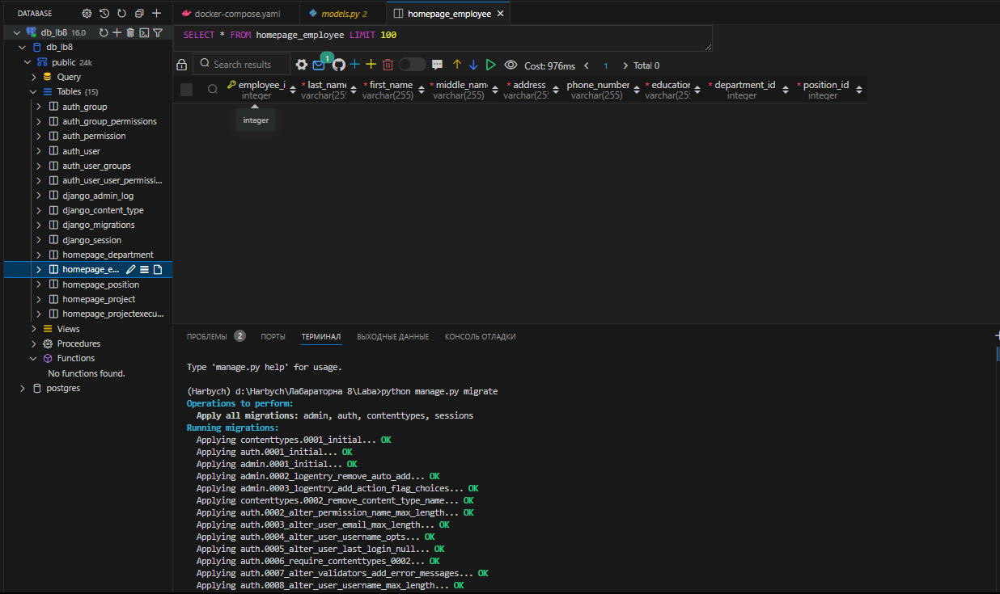 DATABASE
db_lb8 16.0
db_lb8
public 24k
Query
Tables (15)
auth_group
auth_group_permissions
auth_permission
auth_user
auth_user_groups
auth_user_user_permissi...
django_admin_log
django_content_type
django_migrations
django_session
homepage_department
homepage_e...
homepage_position
homepage_project
homepage_projectexecu...
Views
Procedures
Functions
No functions found.
postgres
docker-compose.yaml
models.py 2
homepage_employee
SELECT * FROM homepage_employee LIMIT 100
Search results 1 Cost: 976ms 1 Total 0
employee_i * last_name * first_name * middle_nam * address phone_number * education * department_id * position_id
integer varchar(255 varchar(255) varchar(255) varchar(255 varchar(255) varchar(255 integer integer
integer
ПРОБЛЕМЫ 2 ПОРТЫ ТЕРМИНАЛ ВЫХОДНЫЕ ДАННЫЕ КОНСОЛЬ ОТЛАДКИ
Type 'manage.py help' for usage.
(Harbych) d:\Harbych\Лабараторна 8\Laba>python manage.py migrate
Operations to perform:
Apply all migrations: admin, auth, contenttypes, sessions
Running migrations:
Applying contenttypes.0001_initial... OK
Applying auth.0001_initial... OK
Applying admin.0001_initial... OK
Applying admin.0002_logentry_remove_auto_add... OK
Applying admin.0003_logentry_add_action_flag_choices... OK
Applying contenttypes.0002_remove_content_type_name... OK
Applying auth.0002_alter_permission_name_max_length... OK
Applying auth.0003_alter_user_email_max_length... OK
Applying auth.0004_alter_user_username_opts... OK
Applying auth.0005_alter_user_last_login_null... OK
Applying auth.0006_require_contenttypes_0002... OK
Applying auth.0007_alter_validators_add_error_messages... OK
Applying auth.0008_alter_user_username_max_length... OK